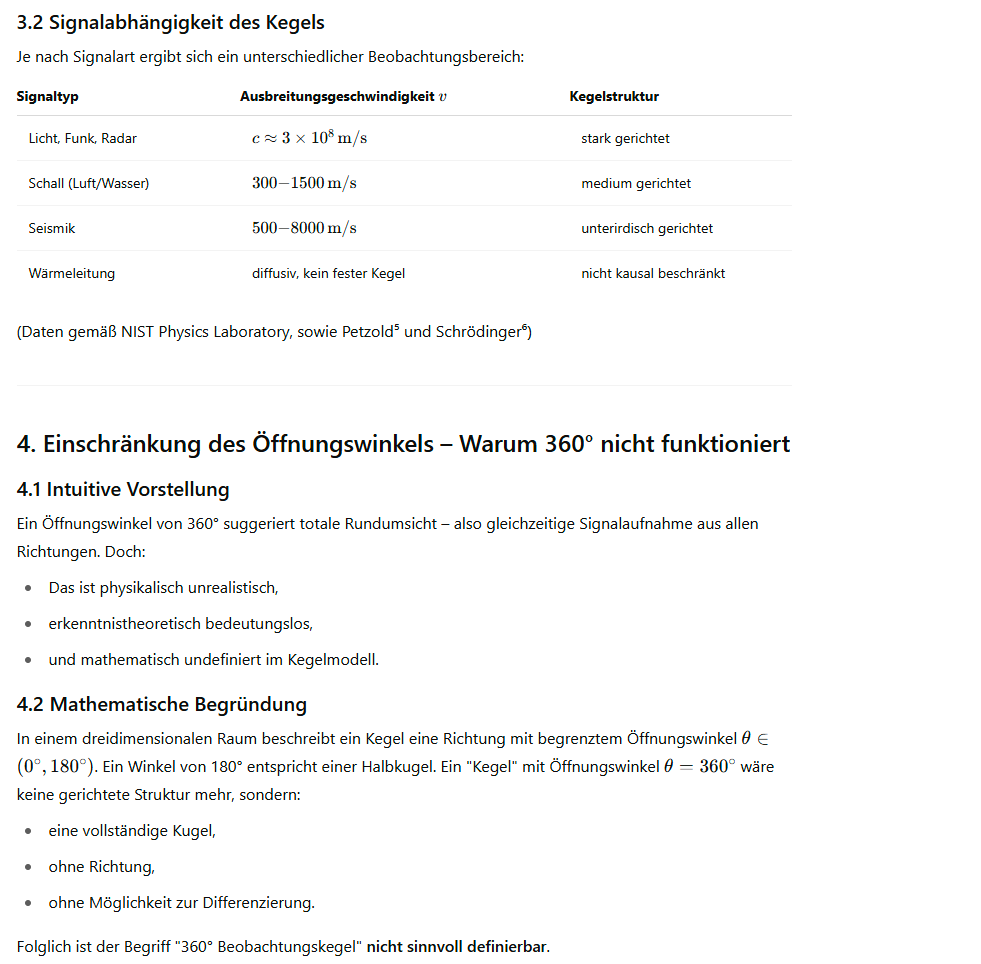 3.2 Signalabhängigkeit des Kegels
Je nach Signalart ergibt sich ein unterschiedlicher Beobachtungsbereich:
Signaltyp Ausbreitungsgeschwindigkeit v Kegelstruktur
Licht, Funk, Radar c ≈ 3 × 10⁸ m/s stark gerichtet
Schall (Luft/Wasser) 300–1500 m/s medium gerichtet
Seismik 500–8000 m/s unterirdisch gerichtet
Wärmeleitung diffusiv, kein fester Kegel nicht kausal beschränkt
(Daten gemäß NIST Physics Laboratory, sowie Petzold⁵ und Schrödinger⁶)
4. Einschränkung des Öffnungswinkels – Warum 360° nicht funktioniert
4.1 Intuitive Vorstellung
Ein Öffnungswinkel von 360° suggeriert totale Rundumsicht – also gleichzeitige Signalaufnahme aus allen
Richtungen. Doch:
• Das ist physikalisch unrealistisch,
• erkenntnistheoretisch bedeutungslos,
• und mathematisch undefiniert im Kegelmodell.
4.2 Mathematische Begründung
In einem dreidimensionalen Raum beschreibt ein Kegel eine Richtung mit begrenztem Öffnungswinkel θ ∈
(0°, 180°). Ein Winkel von 180° entspricht einer Halbkugel. Ein "Kegel" mit Öffnungswinkel θ = 360° wäre
keine gerichtete Struktur mehr, sondern:
• eine vollständige Kugel,
• ohne Richtung,
• ohne Möglichkeit zur Differenzierung.
Folglich ist der Begriff "360° Beobachtungskegel" nicht sinnvoll definierbar.